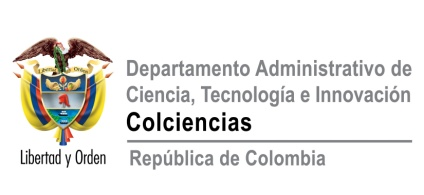 Departamento Administrativo de
Ciencia, Tecnología e Innovación
Colciencias
República de Colombia
Libertad y Orden